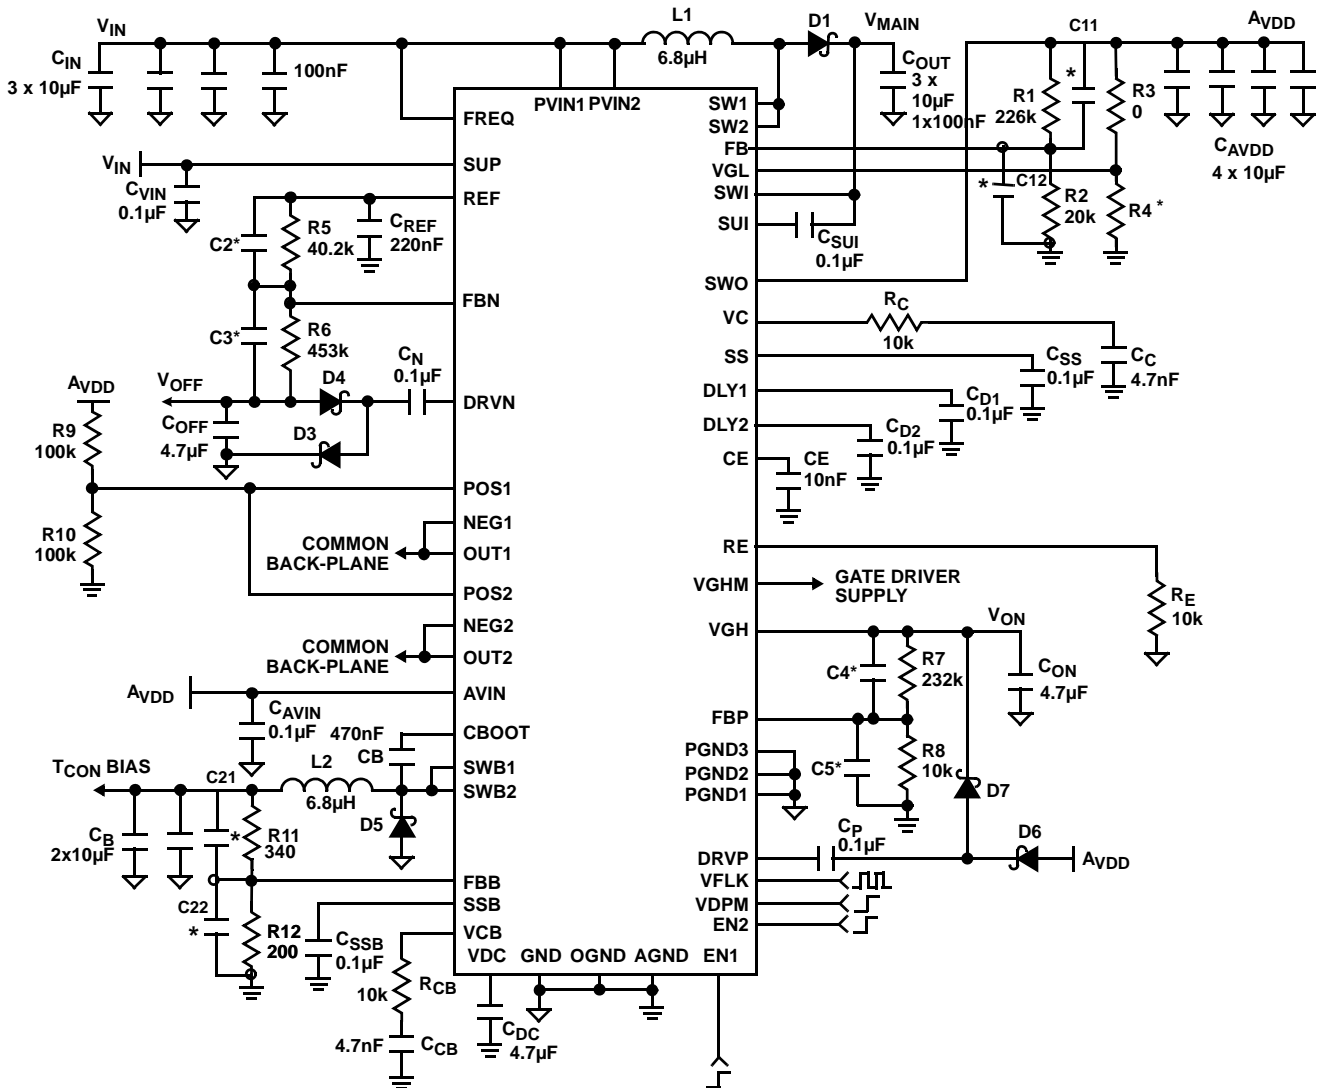 VIN
L1
6.8µH
D1
VMAIN
C11
AVDD
CIN
3 x 10µF
100nF
COUT
3 x
10µF
1x100nF
*
R1
226k
R3
0
CAVDD
4 x 10µF
PVIN1 PVIN2
FREQ
SW1
SW2
FB
VGL
SWI
SUI
SWO
VC
SS
DLY1
DLY2
CE
RE
VGHM
VGH
FBP
PGND3
PGND2
PGND1
DRVP
VFLK
VDPM
EN2
SUP
REF
FBN
DRVN
POS1
NEG1
OUT1
POS2
NEG2
OUT2
AVIN
CBOOT
SWB1
SWB2
FBB
SSB
VCB
VDC
GND
OGND
AGND
EN1
VIN
CVIN
0.1µF
C2*
R5
40.2k
CREF
220nF
C3*
R6
453k
CN
0.1µF
AVDD
VOFF
D4
D3
COFF
4.7µF
R9
100k
R10
100k
COMMON
BACK-PLANE
COMMON
BACK-PLANE
AVDD
CAVIN
0.1µF
470nF
CB
TCON BIAS
C21
L2
6.8µH
D5
CB
2x10µF
*
R11
340
C22
*
R12
200
CSSB
0.1µF
RCB
10k
4.7nF
CCB
CDC
4.7µF
CSUI
0.1µF
*
C12
R2
20k
R4*
RC
10k
CC
4.7nF
CSS
0.1µF
CD1
0.1µF
CD2
0.1µF
CE
10nF
GATE DRIVER
SUPPLY
RE
10k
VON
C4*
R7
232k
CON
4.7µF
C5*
R8
10k
D7
CP
0.1µF
D6
AVDD